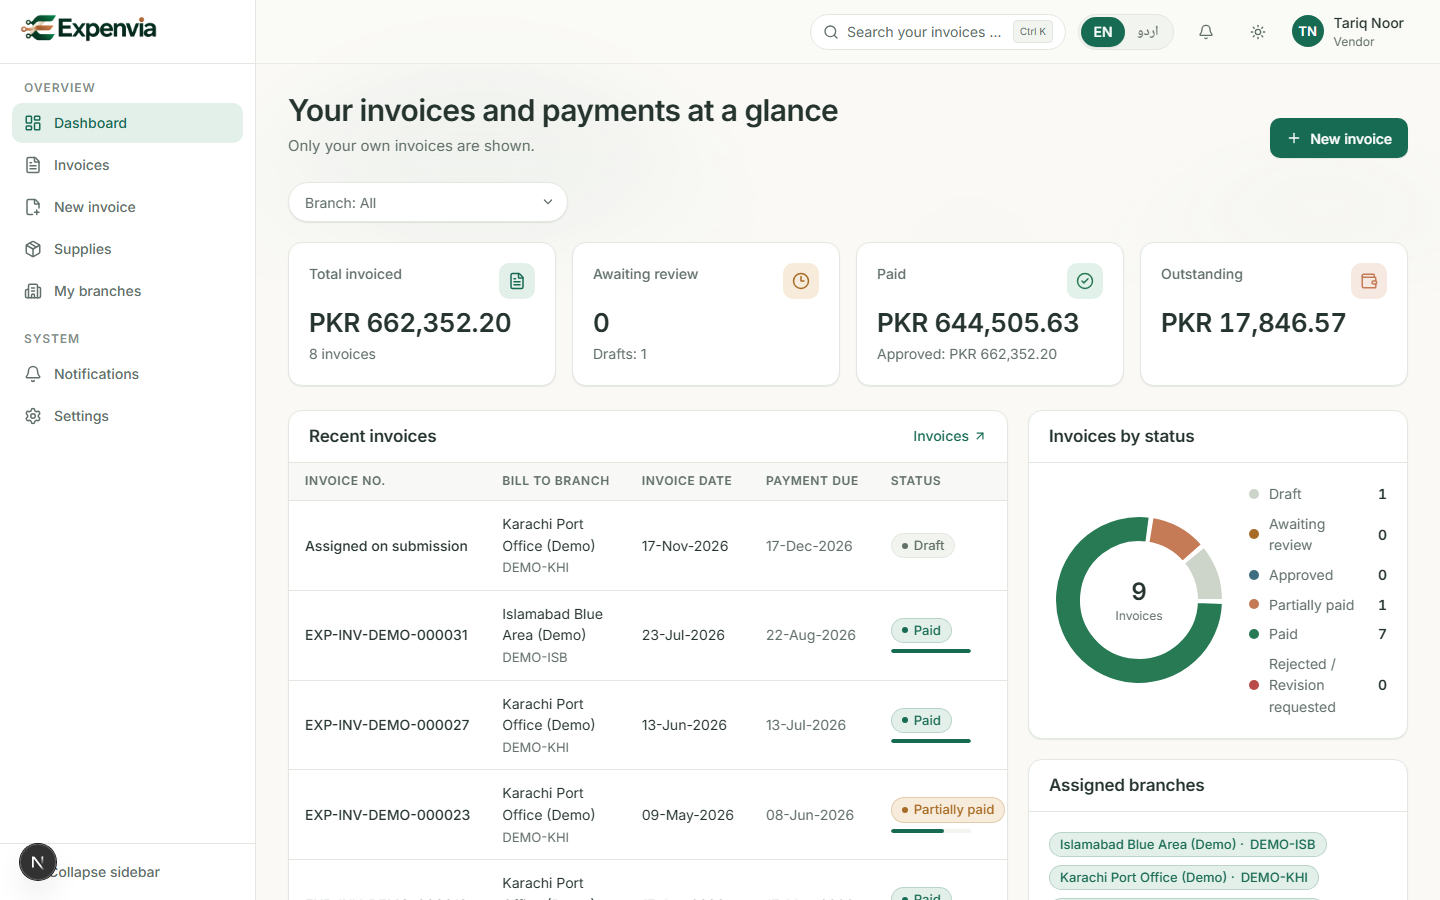 Expenvia
Search your invoices ...
Ctrl K
EN
اردو
TN
Tariq Noor
Vendor
OVERVIEW
Dashboard
Invoices
New invoice
Supplies
My branches
SYSTEM
Notifications
Settings
N
Collapse sidebar
Your invoices and payments at a glance
Only your own invoices are shown.
New invoice
Branch: All
Total invoiced
PKR 662,352.20
8 invoices
Awaiting review
0
Drafts: 1
Paid
PKR 644,505.63
Approved: PKR 662,352.20
Outstanding
PKR 17,846.57
Recent invoices
Invoices
INVOICE NO. BILL TO BRANCH INVOICE DATE PAYMENT DUE STATUS
Karachi Port
Assigned on submission Office (Demo) 17-Nov-2026 17-Dec-2026 Draft
DEMO-KHI
Islamabad Blue
EXP-INV-DEMO-000031 Area (Demo) 23-Jul-2026 22-Aug-2026 Paid
DEMO-ISB
Karachi Port
EXP-INV-DEMO-000027 Office (Demo) 13-Jun-2026 13-Jul-2026 Paid
DEMO-KHI
Karachi Port
EXP-INV-DEMO-000023 Office (Demo) 09-May-2026 08-Jun-2026 Partially paid
DEMO-KHI
Karachi Port
Paid
Invoices by status
9
Invoices
Draft 1
Awaiting
review 0
Approved 0
Partially paid 1
Paid 7
Rejected /
Revision 0
requested
Assigned branches
Islamabad Blue Area (Demo) · DEMO-ISB
Karachi Port Office (Demo) · DEMO-KHI